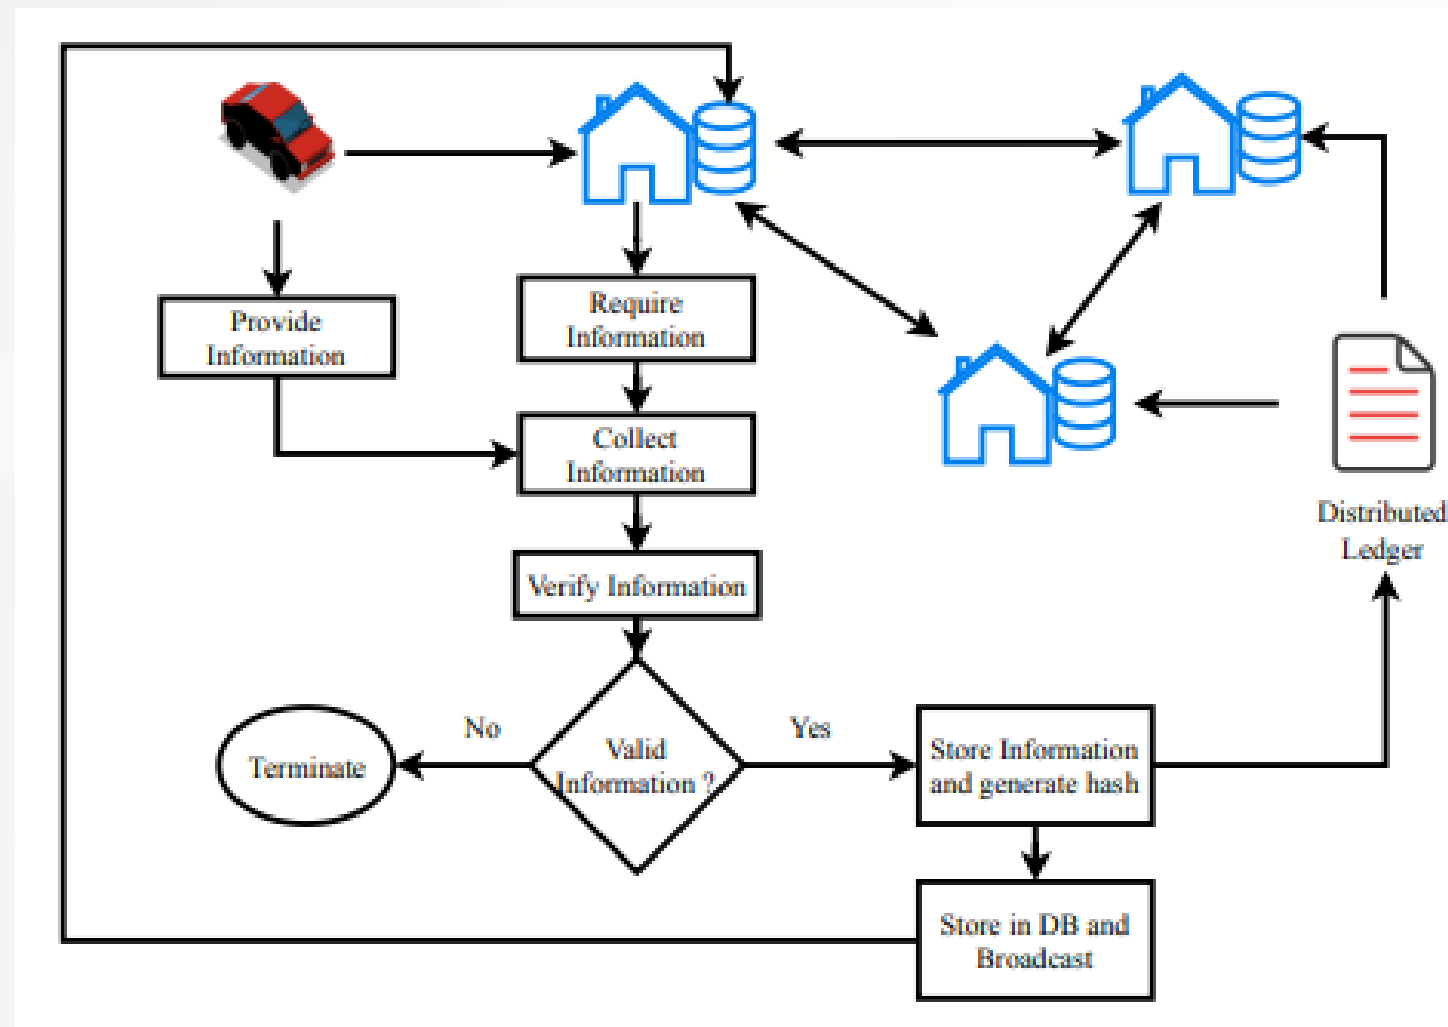 Provide
Information
Require
Information
Collect
Information
Distributed
Ledger
Verify Information
No
Yes
Terminate
Valid
Information ?
Store Information
and generate hash
Store in DB and
Broadcast